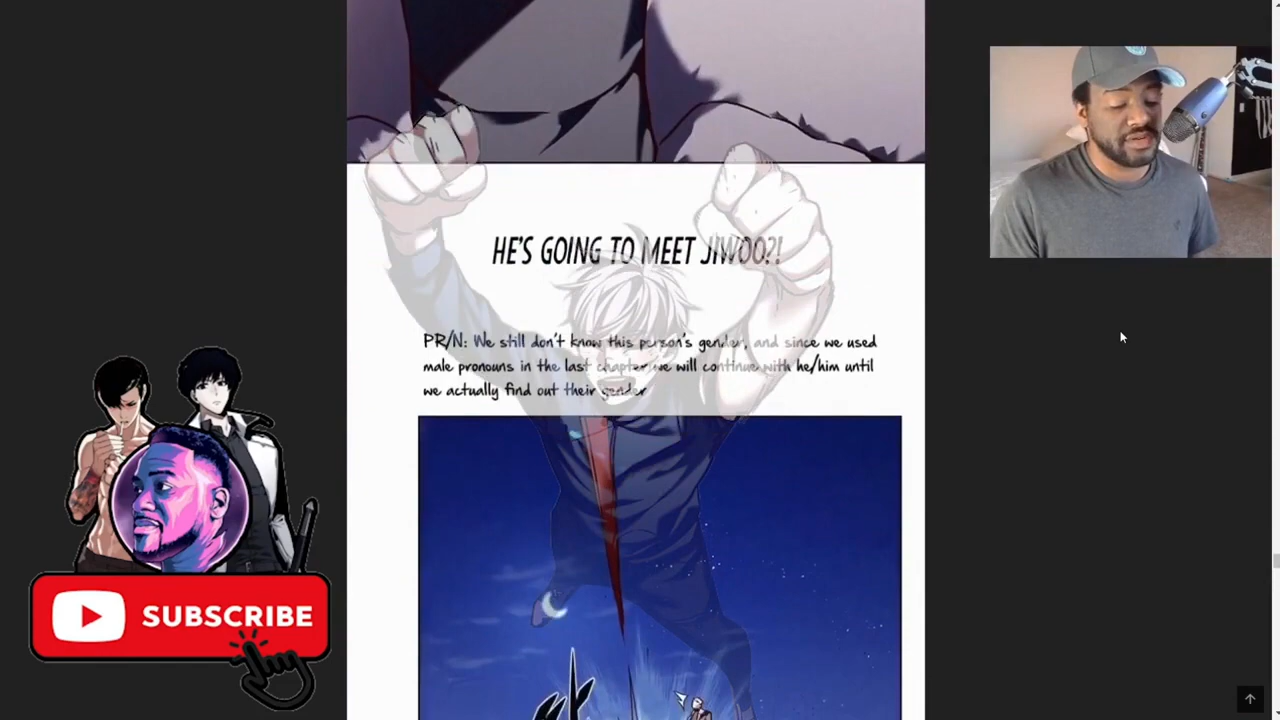 HE'S GOING TO MEET JIWOO?!
PR/N: We still don't know this person's gender, and since we used
male pronouns in the last chapter we will continue with he/him until
we actually find out their gender
SUBSCRIBE